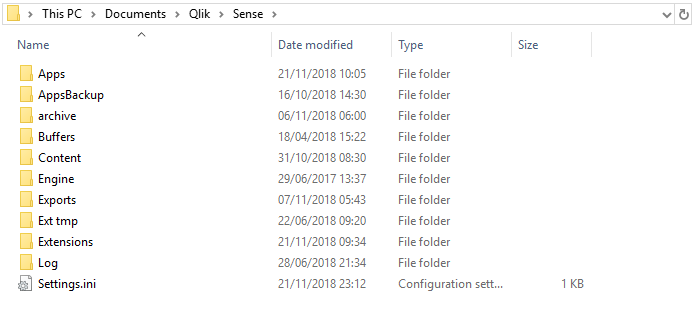 This PC > Documents > Qlik > Sense >
Name Date modified Type Size
Apps 21/11/2018 10:05 File folder
AppsBackup 16/10/2018 14:30 File folder
archive 06/11/2018 06:00 File folder
Buffers 18/04/2018 15:22 File folder
Content 31/10/2018 08:30 File folder
Engine 29/06/2017 13:37 File folder
Exports 07/11/2018 05:43 File folder
Ext tmp 22/06/2018 09:20 File folder
Extensions 21/11/2018 09:34 File folder
Log 28/06/2018 21:34 File folder
Settings.ini 21/11/2018 23:12 Configuration sett... 1 KB